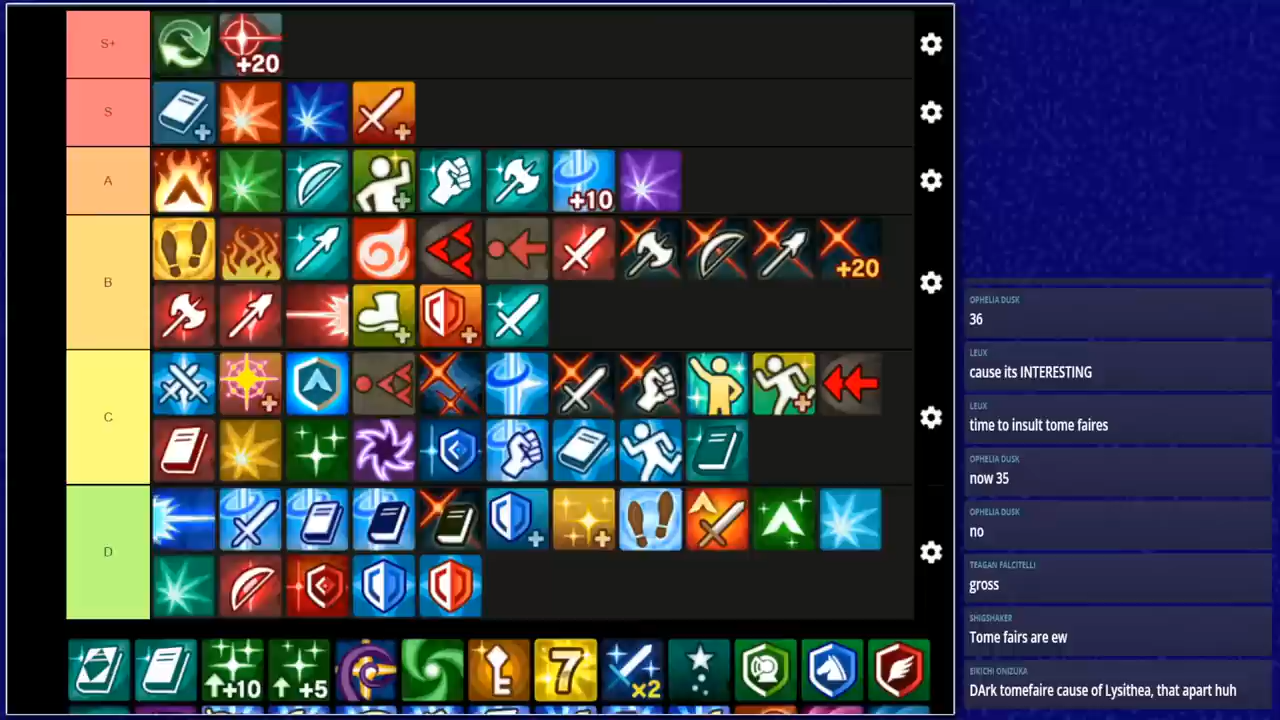 S+
+20
S
A
+10
B
+20
C
D
+10
+5
7
x2
OPHELIA DUSK
36
LEUX
cause its INTERESTING
LEUX
time to insult tome faires
OPHELIA DUSK
now 35
OPHELIA DUSK
no
TEAGAN FALCITELLI
gross
SHIGSHAKER
Tome fairs are ew
EIKICHI ONIZUKA
DArk tomefaire cause of Lysithea, that apart huh